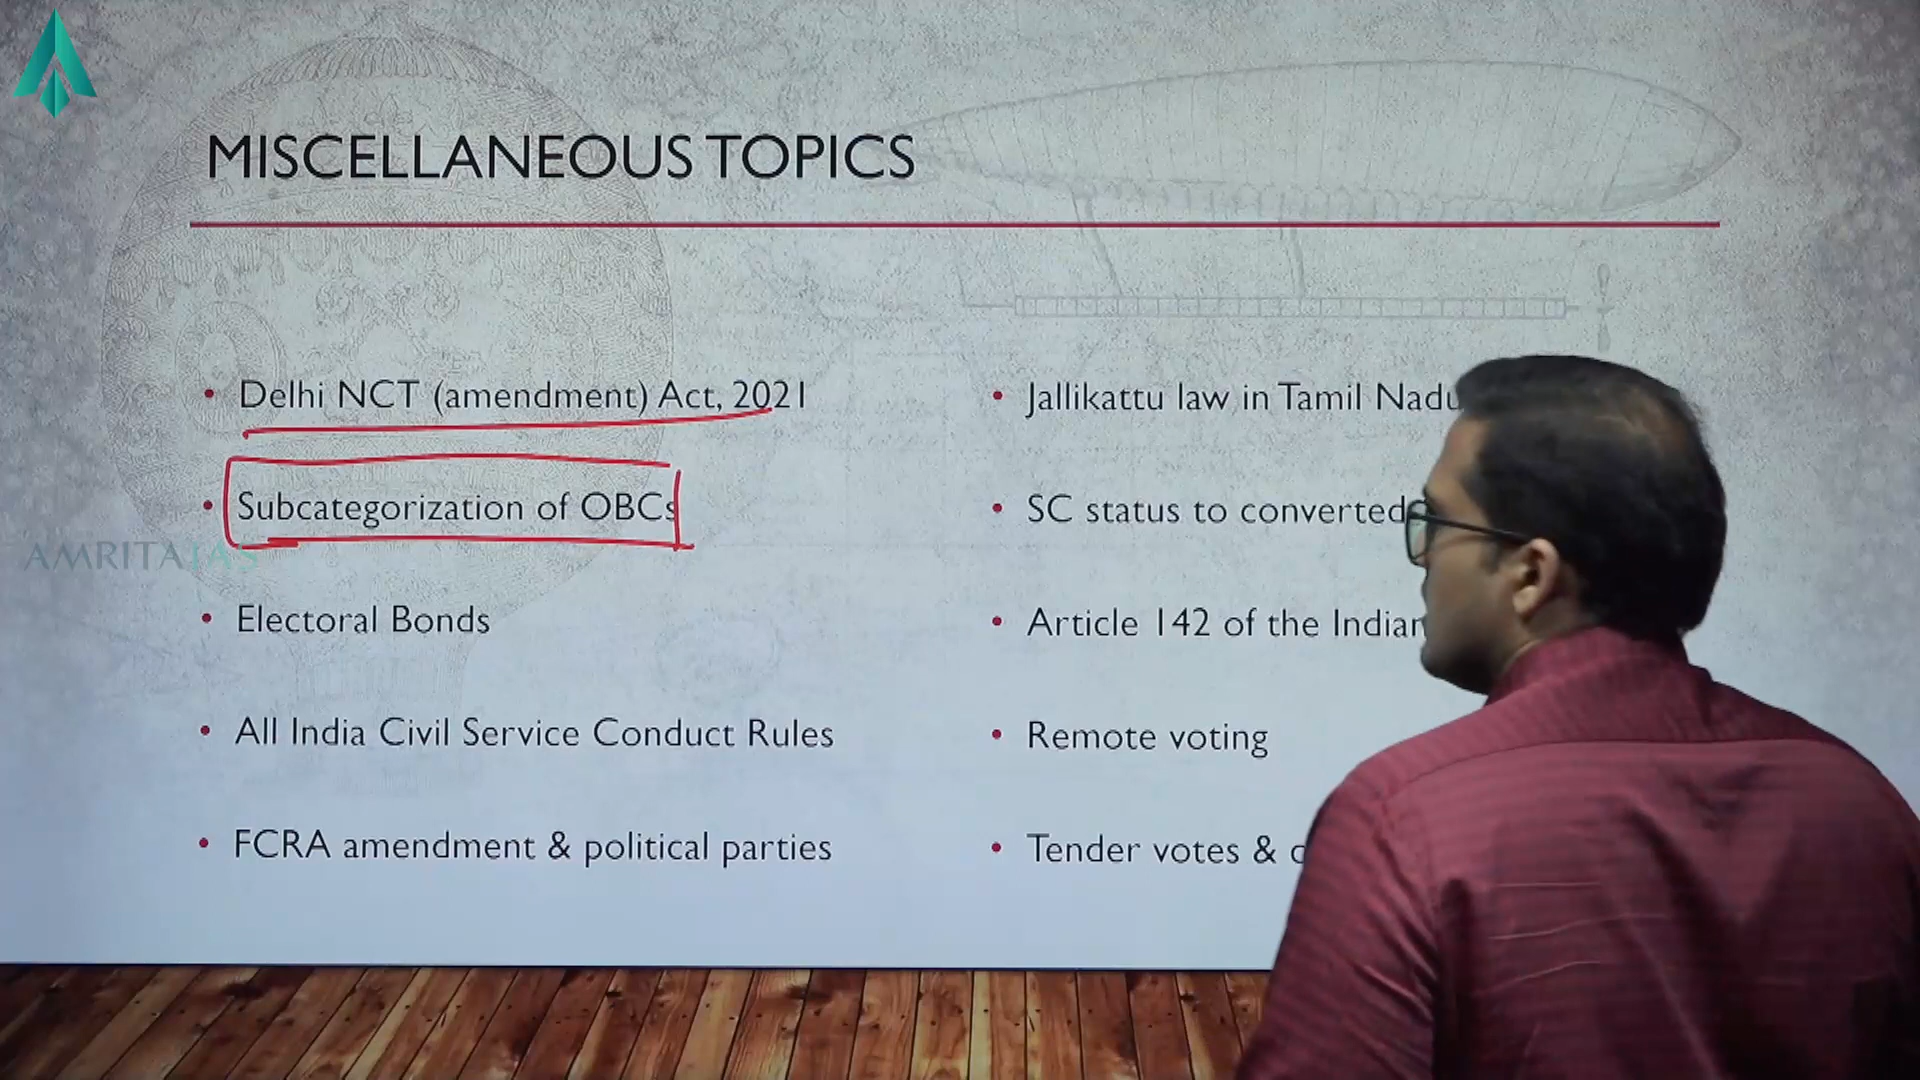 MISCELLANEOUS TOPICS
• Delhi NCT (amendment) Act, 2021
• Subcategorization of OBCs
AMRITA IAS
• Electoral Bonds
• All India Civil Service Conduct Rules
• FCRA amendment & political parties
• Jallikattu law in Tamil Nadu
• SC status to converted
• Article 142 of the Indian
• Remote voting
• Tender votes &